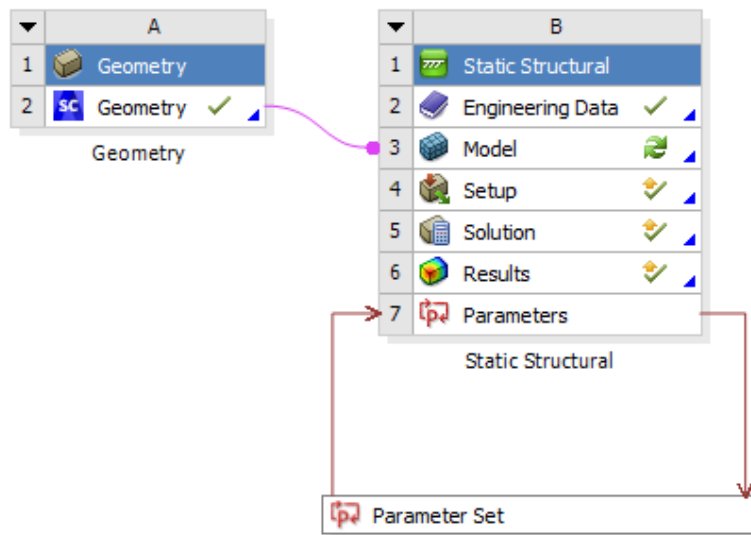 A
1 Geometry
2 SC Geometry
Geometry
B
1 Static Structural
2 Engineering Data
3 Model
4 Setup
5 Solution
6 Results
7 Parameters
Static Structural
Parameter Set